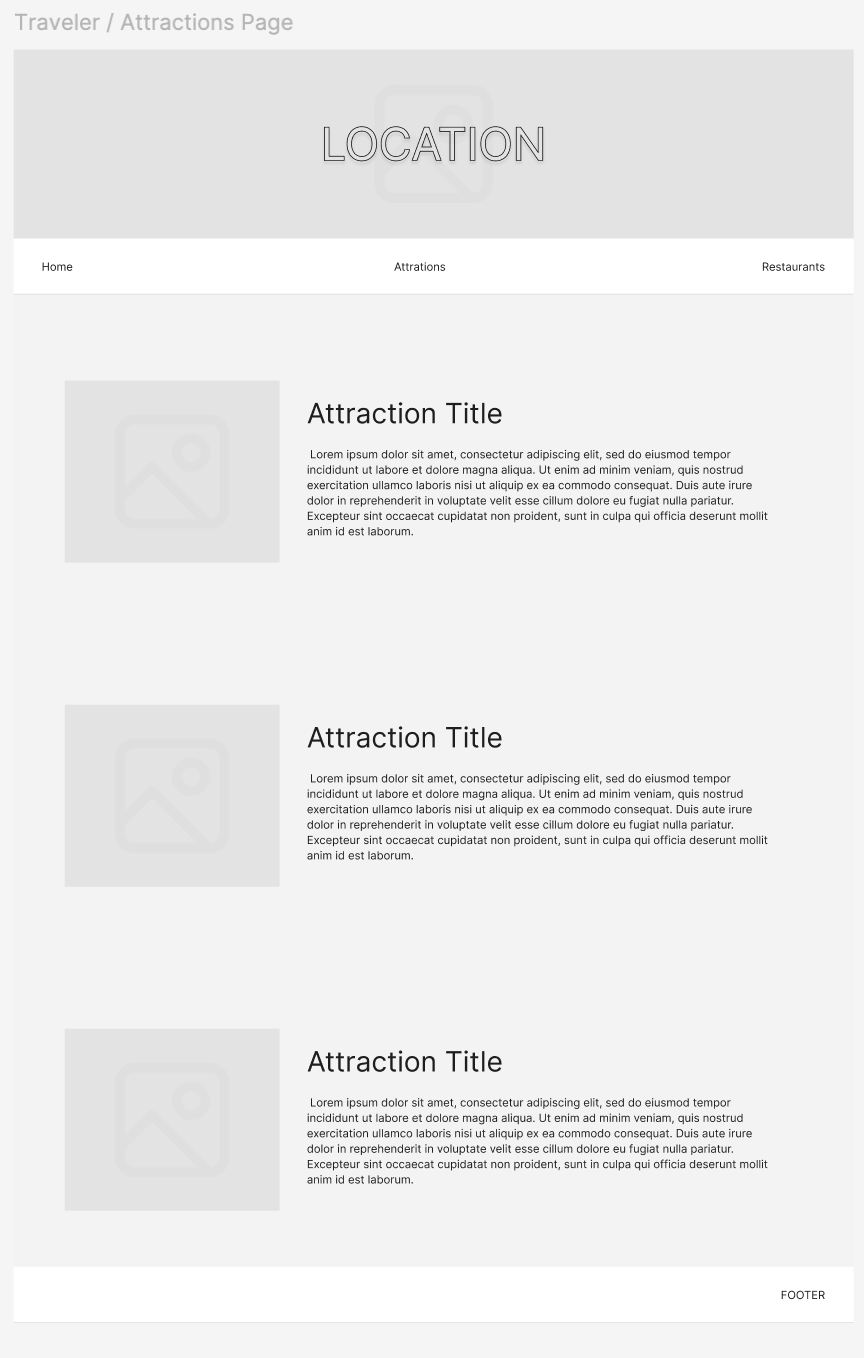 Traveler / Attractions Page
LOCATION
Home Attrations Restaurants
Attraction Title
Lorem ipsum dolor sit amet, consectetur adipiscing elit, sed do eiusmod tempor
incididunt ut labore et dolore magna aliqua. Ut enim ad minim veniam, quis nostrud
exercitation ullamco laboris nisi ut aliquip ex ea commodo consequat. Duis aute irure
dolor in reprehenderit in voluptate velit esse cillum dolore eu fugiat nulla pariatur.
Excepteur sint occaecat cupidatat non proident, sunt in culpa qui officia deserunt mollit
anim id est laborum.
Attraction Title
Lorem ipsum dolor sit amet, consectetur adipiscing elit, sed do eiusmod tempor
incididunt ut labore et dolore magna aliqua. Ut enim ad minim veniam, quis nostrud
exercitation ullamco laboris nisi ut aliquip ex ea commodo consequat. Duis aute irure
dolor in reprehenderit in voluptate velit esse cillum dolore eu fugiat nulla pariatur.
Excepteur sint occaecat cupidatat non proident, sunt in culpa qui officia deserunt mollit
anim id est laborum.
Attraction Title
Lorem ipsum dolor sit amet, consectetur adipiscing elit, sed do eiusmod tempor
incididunt ut labore et dolore magna aliqua. Ut enim ad minim veniam, quis nostrud
exercitation ullamco laboris nisi ut aliquip ex ea commodo consequat. Duis aute irure
dolor in reprehenderit in voluptate velit esse cillum dolore eu fugiat nulla pariatur.
Excepteur sint occaecat cupidatat non proident, sunt in culpa qui officia deserunt mollit
anim id est laborum.
FOOTER